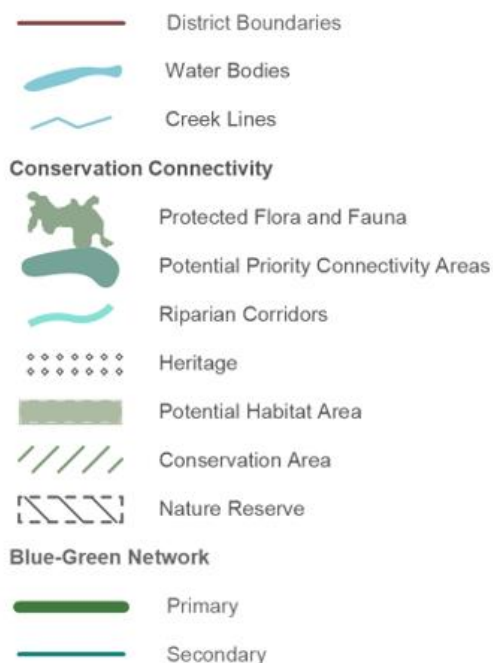 District Boundaries
Water Bodies
Creek Lines
Conservation Connectivity
Protected Flora and Fauna
Potential Priority Connectivity Areas
Riparian Corridors
Heritage
Potential Habitat Area
Conservation Area
Nature Reserve
Blue-Green Network
Primary
Secondary